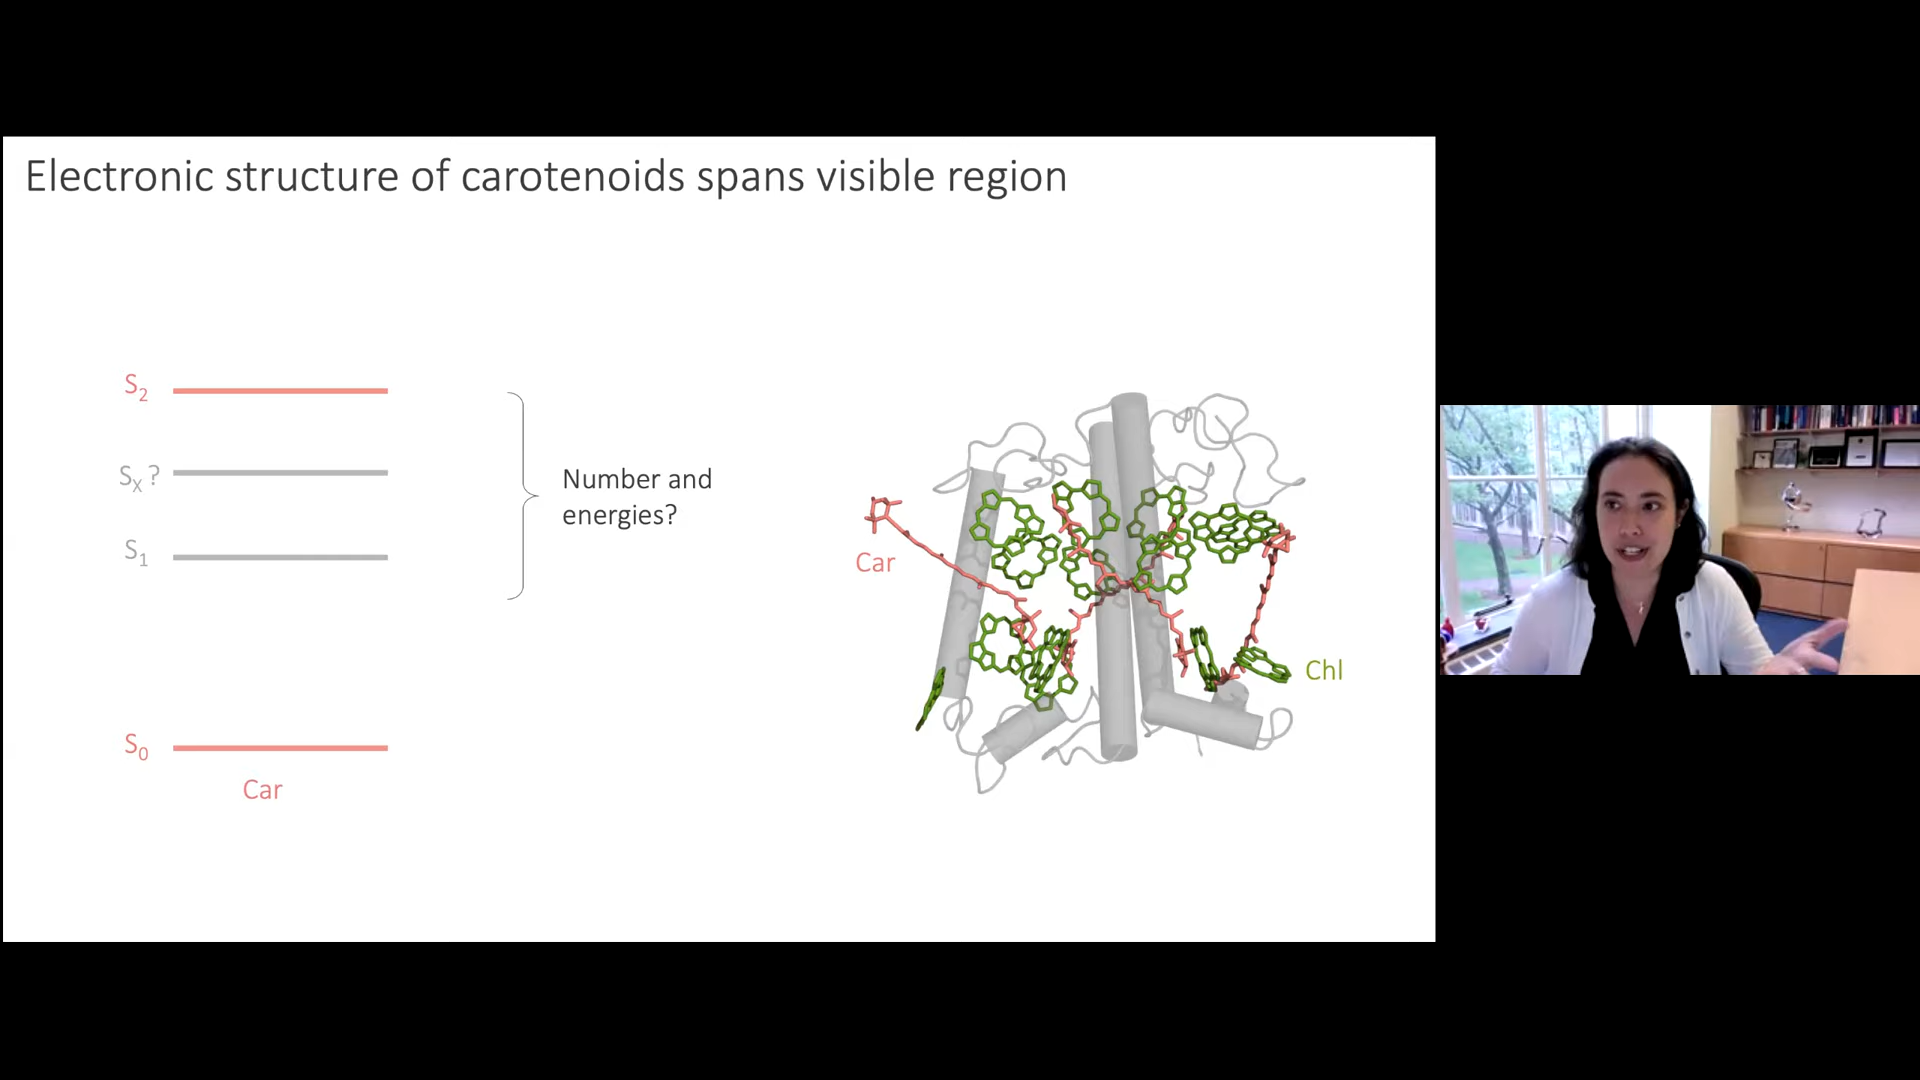 Electronic structure of carotenoids spans visible region
S₂
Sₓ ?
S₁
Number and
energies?
S₀
Car
Car
Chl